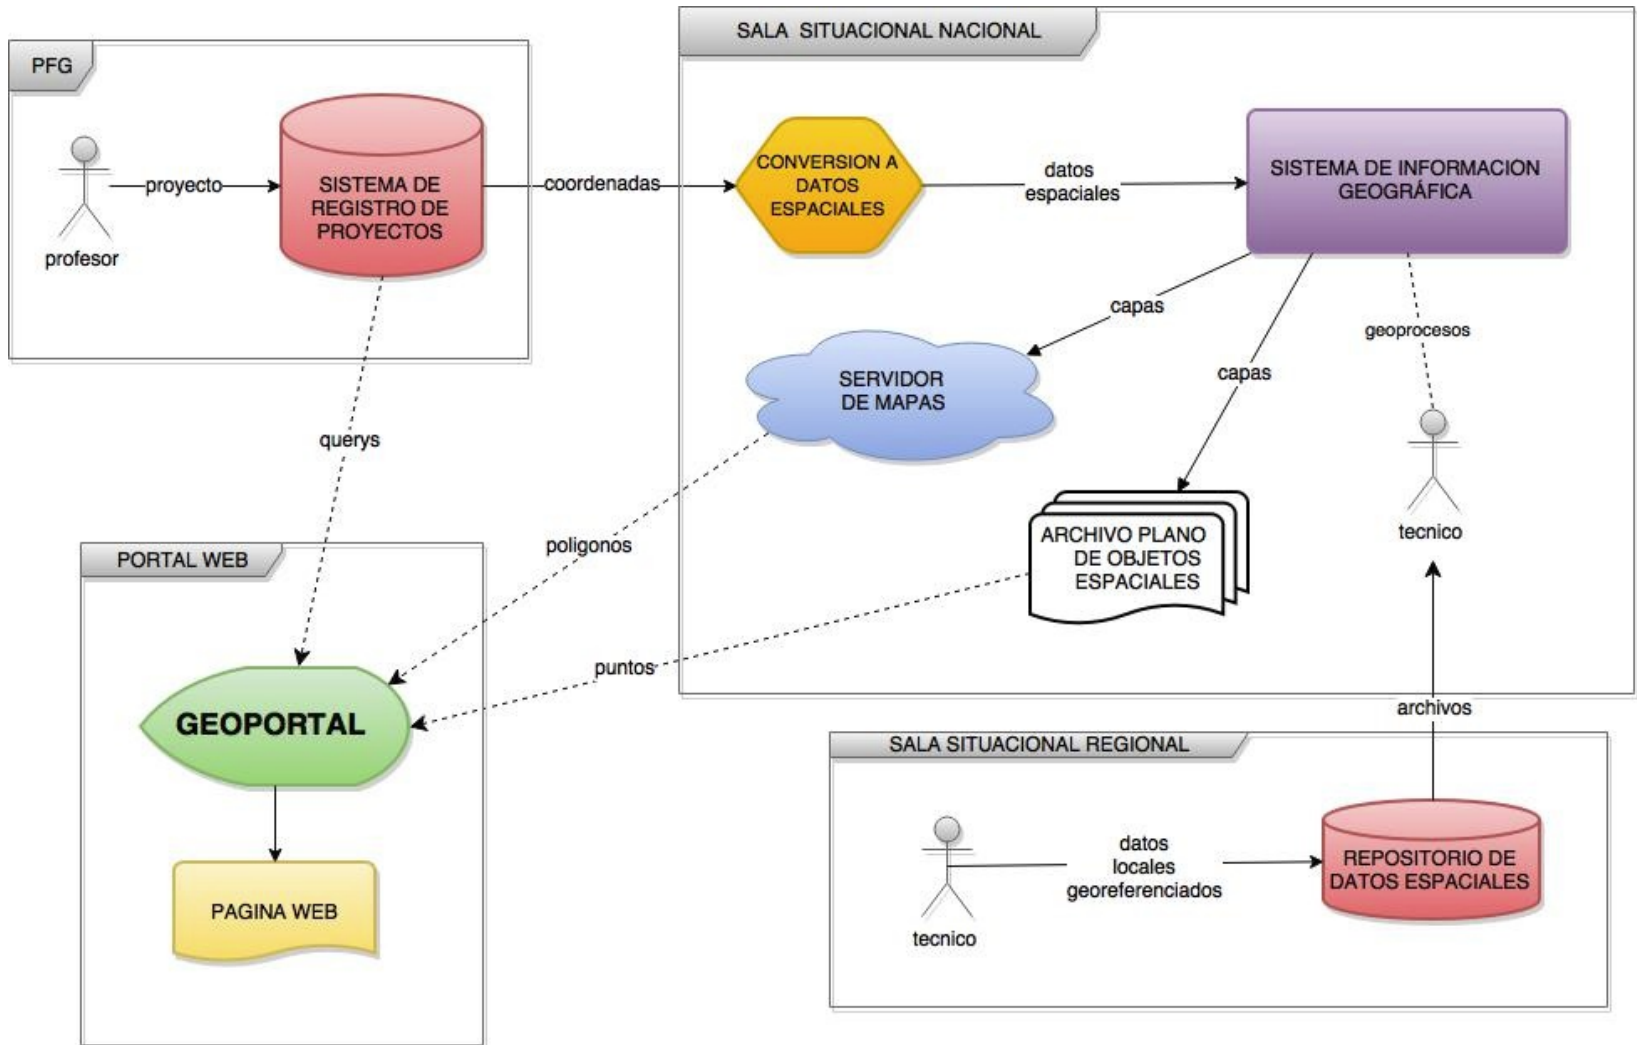 PFG
profesor
proyecto
SISTEMA DE
REGISTRO DE
PROYECTOS
coordenadas
SALA SITUACIONAL NACIONAL
CONVERSION A
DATOS
ESPACIALES
datos
espaciales
SISTEMA DE INFORMACION
GEOGRÁFICA
capas
SERVIDOR
DE MAPAS
capas
geoprocesos
tecnico
ARCHIVO PLANO
DE OBJETOS
ESPACIALES
querys
poligonos
puntos
PORTAL WEB
GEOPORTAL
PAGINA WEB
archivos
SALA SITUACIONAL REGIONAL
tecnico
datos
locales
georeferenciados
REPOSITORIO DE
DATOS ESPACIALES